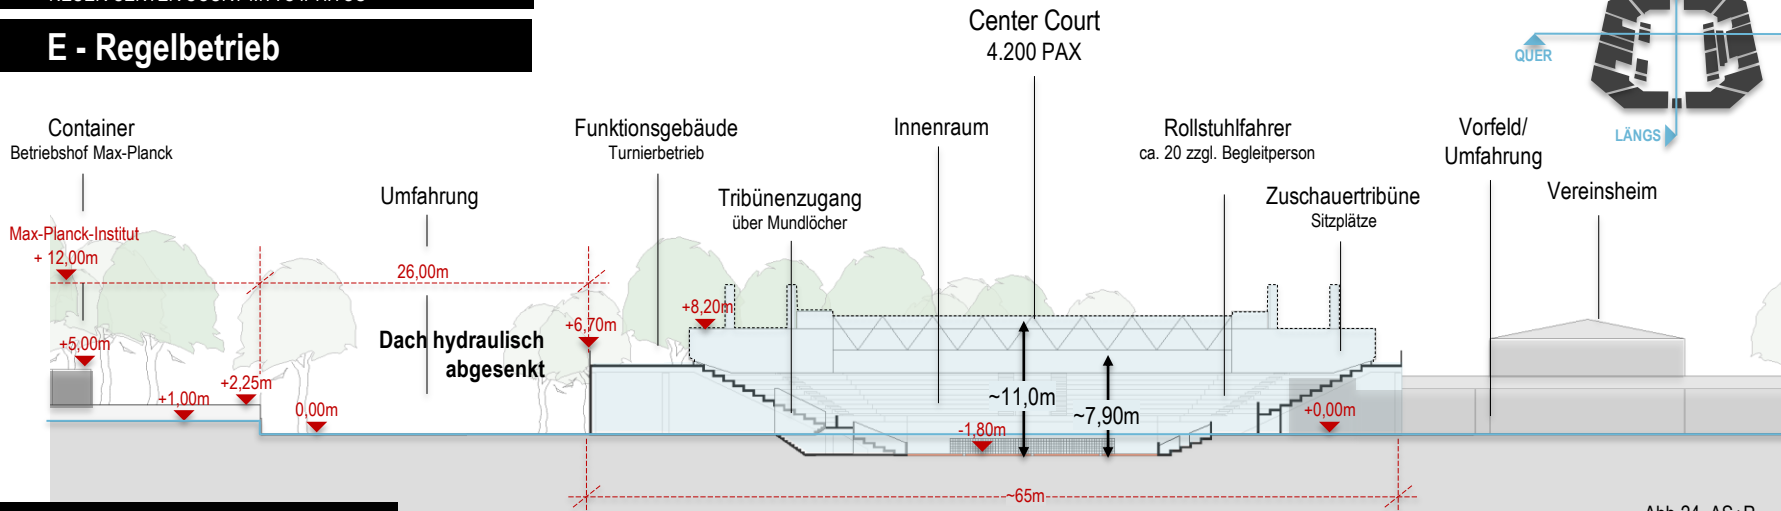 E - Regelbetrieb
Center Court
4.200 PAX
QUER
LÄNGS
Container
Betriebshof Max-Planck
Umfahrung
Funktionsgebäude
Turnierbetrieb
Tribünenzugang
über Mundlöcher
Innenraum
Rollstuhlfahrer
ca. 20 zzgl. Begleitperson
Zuschauertribüne
Sitzplätze
Vorfeld/
Umfahrung
Vereinsheim
Max-Planck-Institut
+ 12,00m
26,00m
+8,20m
+6,70m
Dach hydraulisch
abgesenkt
+5,00m
+2,25m
+1,00m
0,00m
~11,0m
~7,90m
-1,80m
+0,00m
~65m